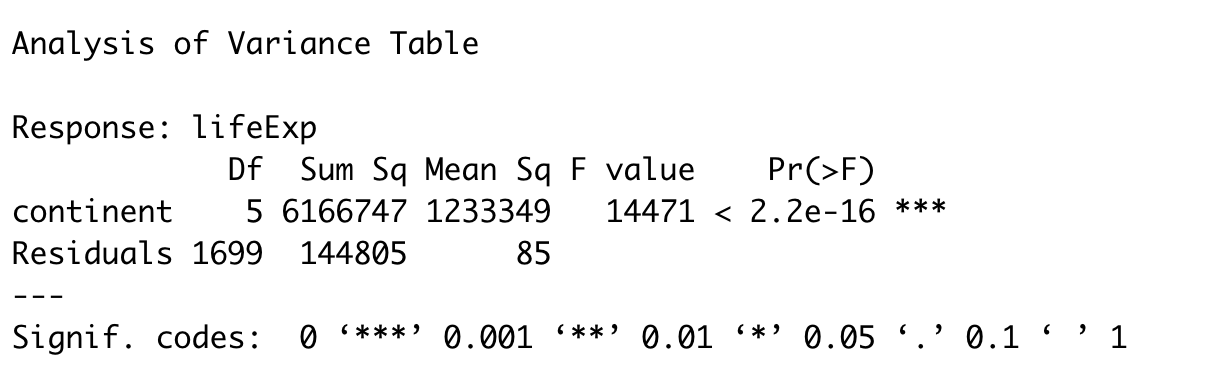 Analysis of Variance Table
Response: lifeExp
Df Sum Sq Mean Sq F value Pr(>F)
continent 5 6166747 1233349 14471 < 2.2e-16 ***
Residuals 1699 144805 85
---
Signif. codes: 0 ‘***’ 0.001 ‘**’ 0.01 ‘*’ 0.05 ‘.’ 0.1 ‘ ’ 1